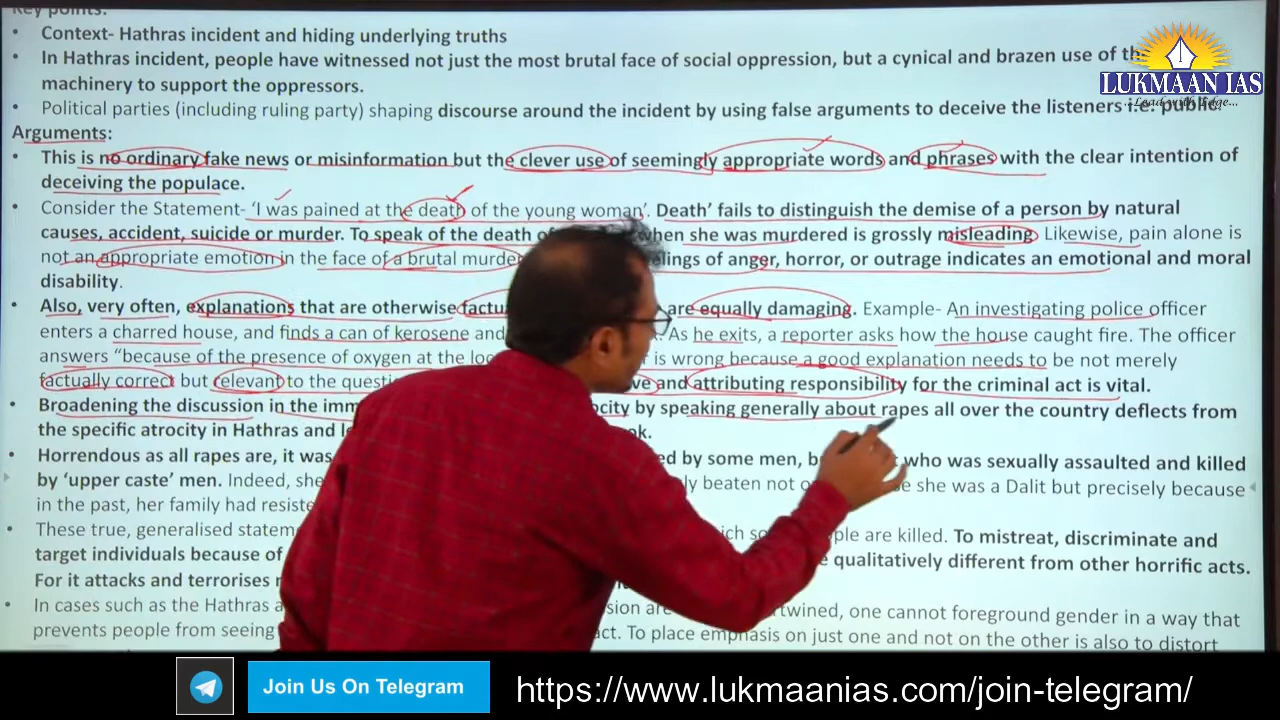 Key points:
• Context- Hathras incident and hiding underlying truths
• In Hathras incident, people have witnessed not just the most brutal face of social oppression, but a cynical and brazen use of
machinery to support the oppressors.
• Political parties (including ruling party) shaping discourse around the incident by using false arguments to deceive the listeners i.e. public.
Arguments:
• This is no ordinary fake news or misinformation but the clever use of seemingly appropriate words and phrases with the clear intention of
deceiving the populace.
Consider the Statement- ‘I was pained at the death of the young woman’. Death’ fails to distinguish the demise of a person by natural
causes, accident, suicide or murder. To speak of the death of when she was murdered is grossly misleading. Likewise, pain alone is
not an appropriate emotion in the face of a brutal murder of anger, horror, or outrage indicates an emotional and moral
disability.
• Also, very often, explanations that are otherwise are equally damaging. Example- An investigating police officer
enters a charred house, and finds a can of kerosene and As he exits, a reporter asks how the house caught fire. The officer
answers “because of the presence of oxygen at the is wrong because a good explanation needs to be not merely
factually correct but relevant to the and attributing responsibility for the criminal act is vital.
• Broadening the discussion in the by speaking generally about rapes all over the country deflects from
the specific atrocity in Hathras and
• Horrendous as all rapes are, it was by some men, who was sexually assaulted and killed
by ‘upper caste’ men. Indeed, she beaten not she was a Dalit but precisely because
in the past, her family had
• These true, generalised are killed. To mistreat, discriminate and
target individuals because of qualitatively different from other horrific acts.
For it attacks and terrorises
• In cases such as the Hathras one cannot foreground gender in a way that
prevents people from seeing To place emphasis on just one and not on the other is also to distort
LUKMAAN IAS
...Lead with Edge...
Join Us On Telegram
https://www.lukmaanias.com/join-telegram/